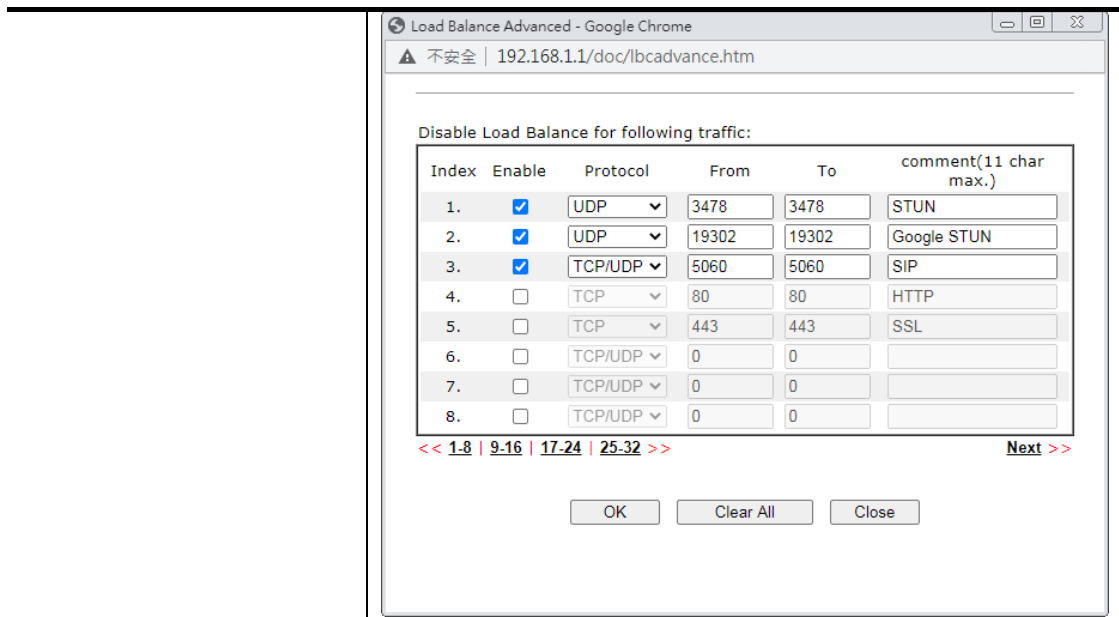 Load Balance Advanced - Google Chrome
不安全 | 192.168.1.1/doc/lbcadvance.htm
Disable Load Balance for following traffic:
Index Enable Protocol From To comment(11 char max.)
1. UDP 3478 3478 STUN
2. UDP 19302 19302 Google STUN
3. TCP/UDP 5060 5060 SIP
4. TCP 80 80 HTTP
5. TCP 443 443 SSL
6. TCP/UDP 0 0
7. TCP/UDP 0 0
8. TCP/UDP 0 0
<< 1-8 | 9-16 | 17-24 | 25-32 >> Next >>
OK Clear All Close